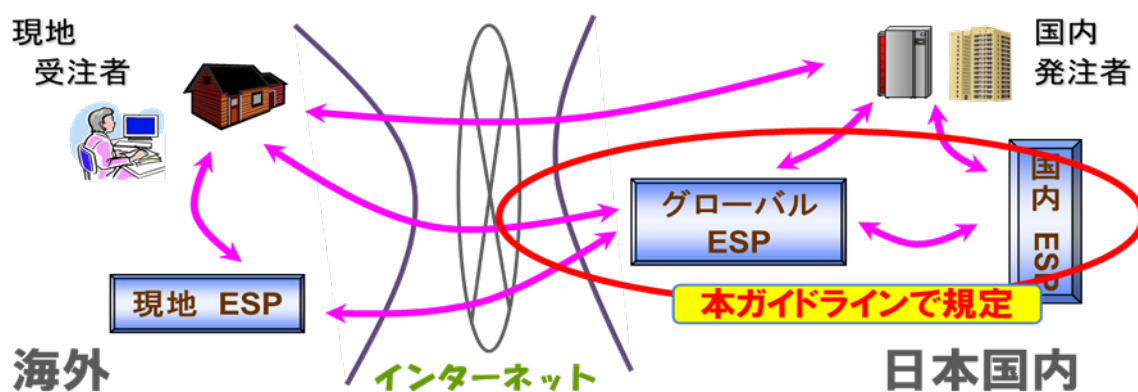 現地
受注者
国内
発注者
グローバル
ESP
国内 ESP
現地 ESP
本ガイドラインで規定
海外
インターネット
日本国内